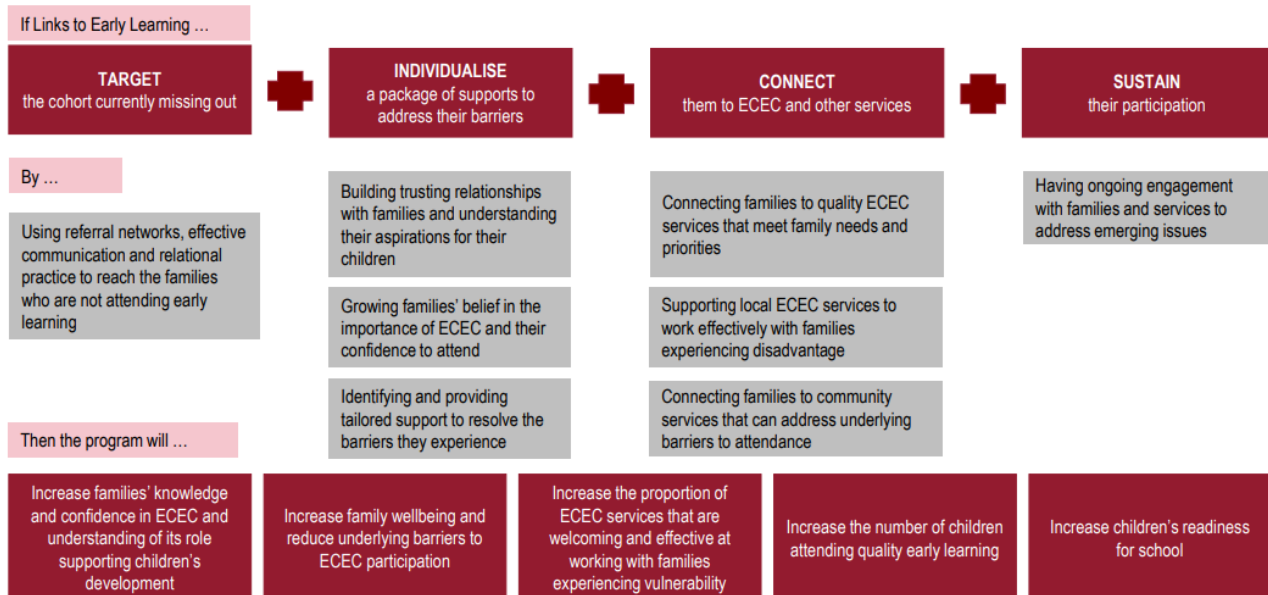 If Links to Early Learning …
TARGET
the cohort currently missing out
INDIVIDUALISE
a package of supports to
address their barriers
CONNECT
them to ECEC and other services
SUSTAIN
their participation
By …
Using referral networks, effective
communication and relational
practice to reach the families
who are not attending early
learning
Building trusting relationships
with families and understanding
their aspirations for their
children
Growing families’ belief in the
importance of ECEC and their
confidence to attend
Identifying and providing
tailored support to resolve the
barriers they experience
Connecting families to quality ECEC
services that meet family needs and
priorities
Supporting local ECEC services to
work effectively with families
experiencing disadvantage
Connecting families to community
services that can address underlying
barriers to attendance
Having ongoing engagement
with families and services to
address emerging issues
Then the program will …
Increase families’ knowledge
and confidence in ECEC and
understanding of its role
supporting children’s
development
Increase family wellbeing and
reduce underlying barriers to
ECEC participation
Increase the proportion of
ECEC services that are
welcoming and effective at
working with families
experiencing vulnerability
Increase the number of children
attending quality early learning
Increase children’s readiness
for school